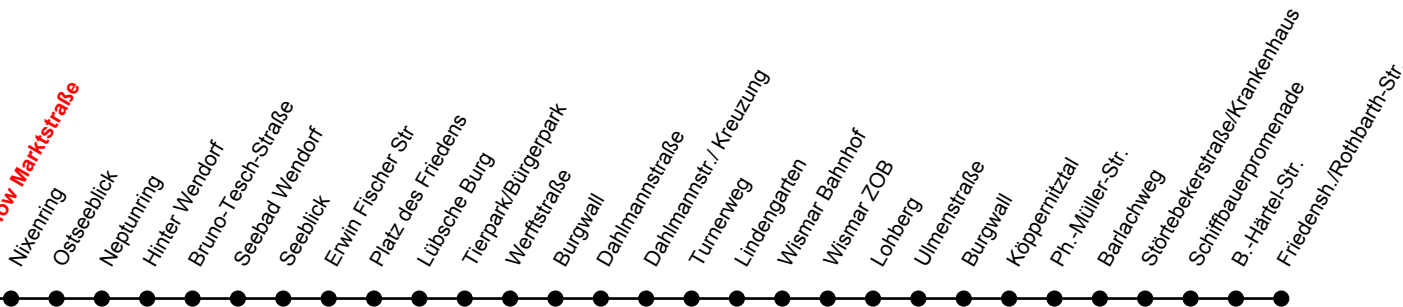 Marktstraße
Nixenring
Ostseeblick
Neptunring
Hinter Wendorf
Bruno-Tesch-Straße
Seebad Wendorf
Seeblick
Erwin Fischer Str
Platz des Friedens
Lübsche Burg
Tierpark/Bürgerpark
Werftstraße
Burgwall
Dahlmannstraße
Dahlmannstr./ Kreuzung
Turnerweg
Lindengarten
Wismar Bahnhof
Wismar ZOB
Lohberg
Ulmenstraße
Burgwall
Köppernitztal
Ph.-Müller-Str.
Barlachweg
Störtebekerstraße/Krankenhaus
Schiffbauerpromenade
B.-Härtel-Str.
Friedensh./Rothbarth-Str.